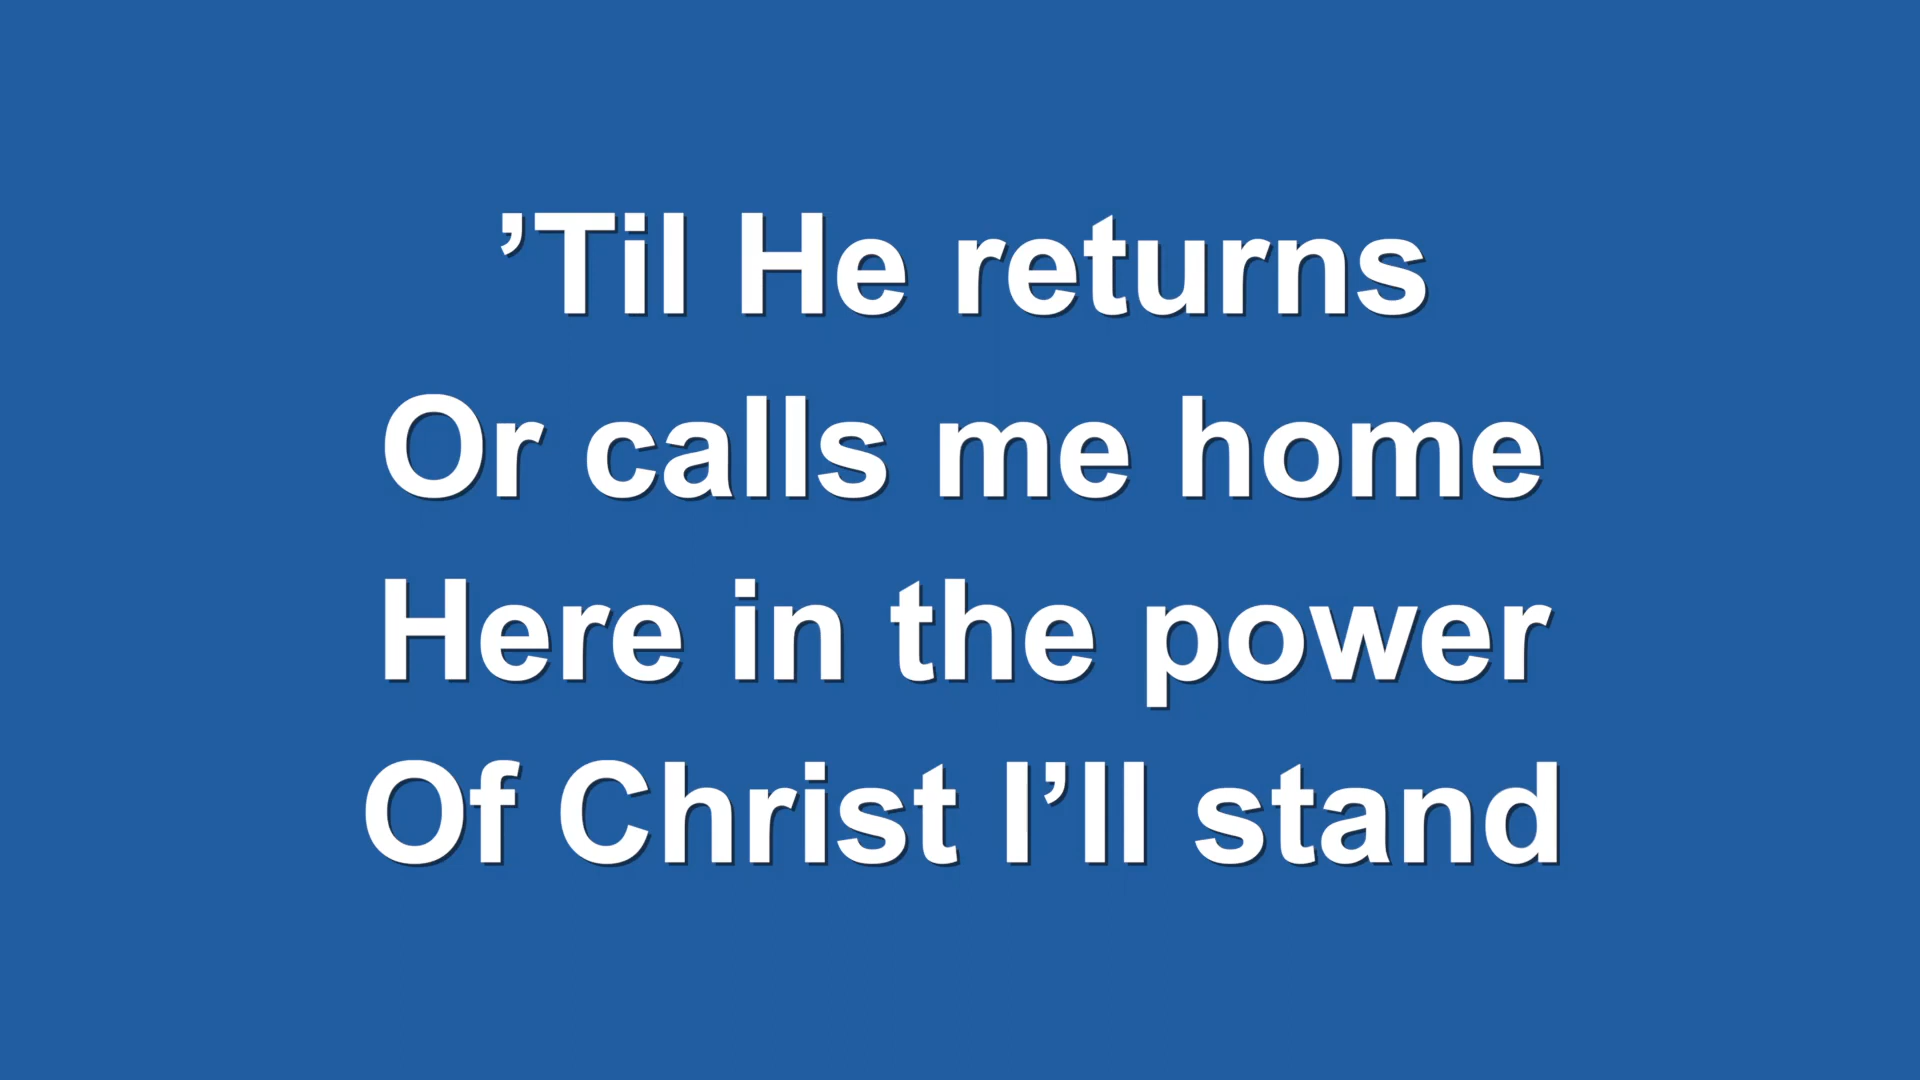 ’Til He returns
Or calls me home
Here in the power
Of Christ I’ll stand